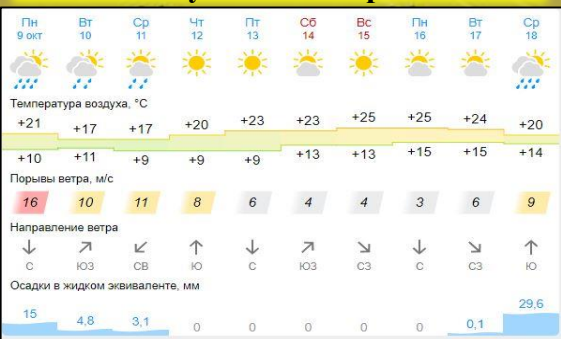 Пн Вт Ср Чт Пт Сб Вс Пн Вт Ср
9 окт 10 11 12 13 14 15 16 17 18
Температура воздуха, °C
+21 +17 +17 +20 +23 +23 +25 +25 +24 +20
+10 +11 +9 +9 +9 +13 +13 +15 +15 +14
Порывы ветра, м/с
16 10 11 8 6 4 4 3 6 9
Направление ветра
С ЮЗ СВ Ю С ЮЗ СЗ С СЗ Ю
Осадки в жидком эквиваленте, мм
15 4,8 3,1 0 0 0 0 0 0,1 29,6